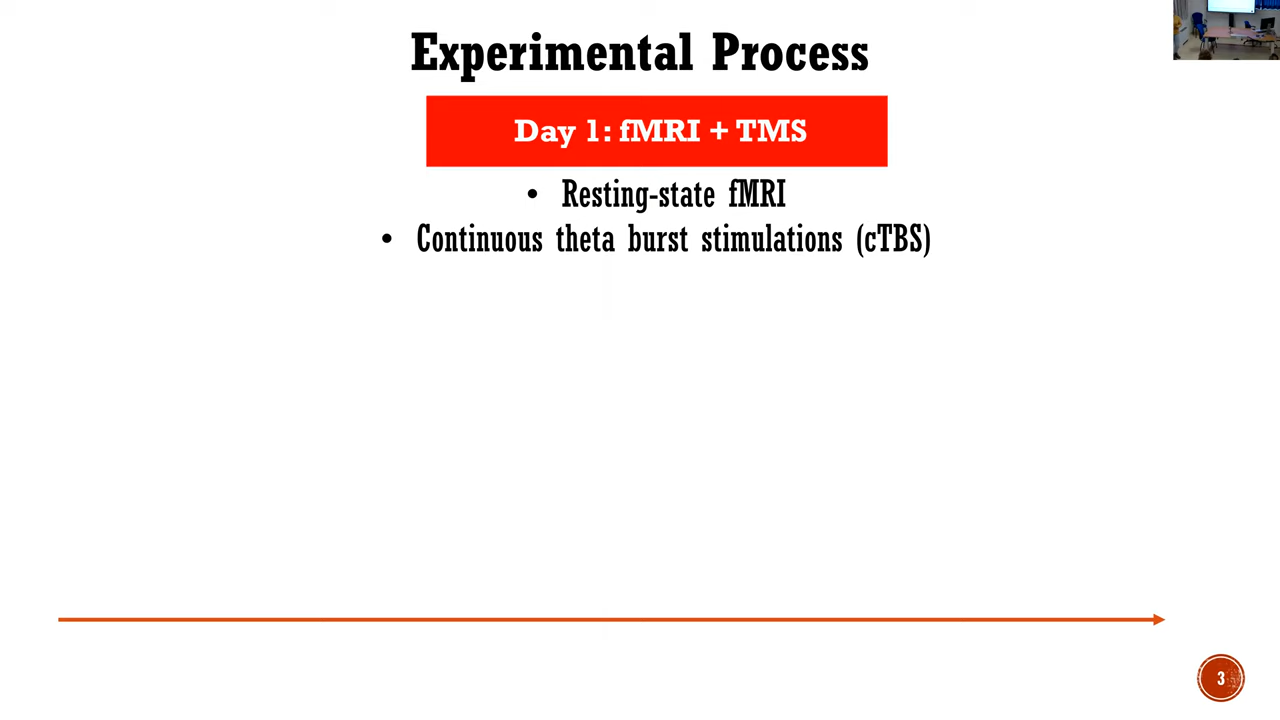 Experimental Process
Day 1: fMRI + TMS
• Resting-state fMRI
• Continuous theta burst stimulations (cTBS)
3